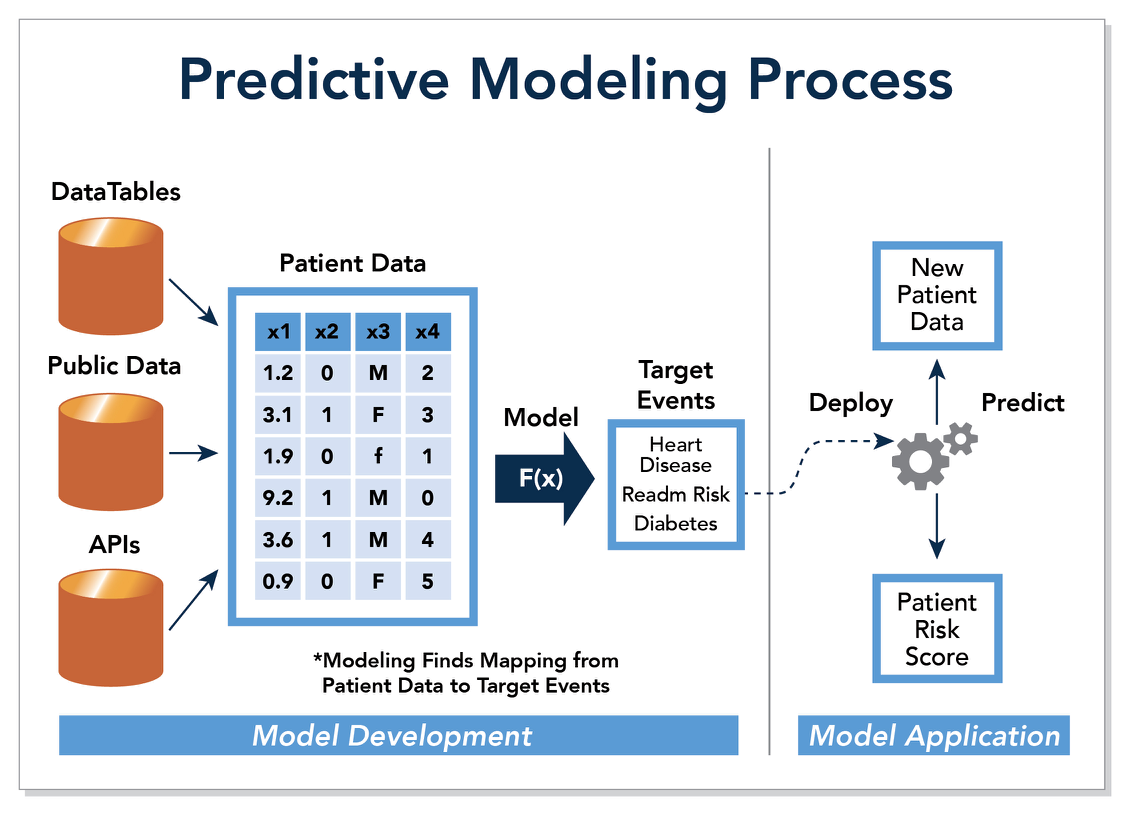 Predictive Modeling Process
DataTables
Public Data
APIs
Patient Data
x1 x2 x3 x4
1.2 0 M 2
3.1 1 F 3
1.9 0 f 1
9.2 1 M 0
3.6 1 M 4
0.9 0 F 5
*Modeling Finds Mapping from
Patient Data to Target Events
Model
F(x)
Target
Events
Heart
Disease
Readm Risk
Diabetes
Model Development
New
Patient
Data
Deploy
Predict
Patient
Risk
Score
Model Application